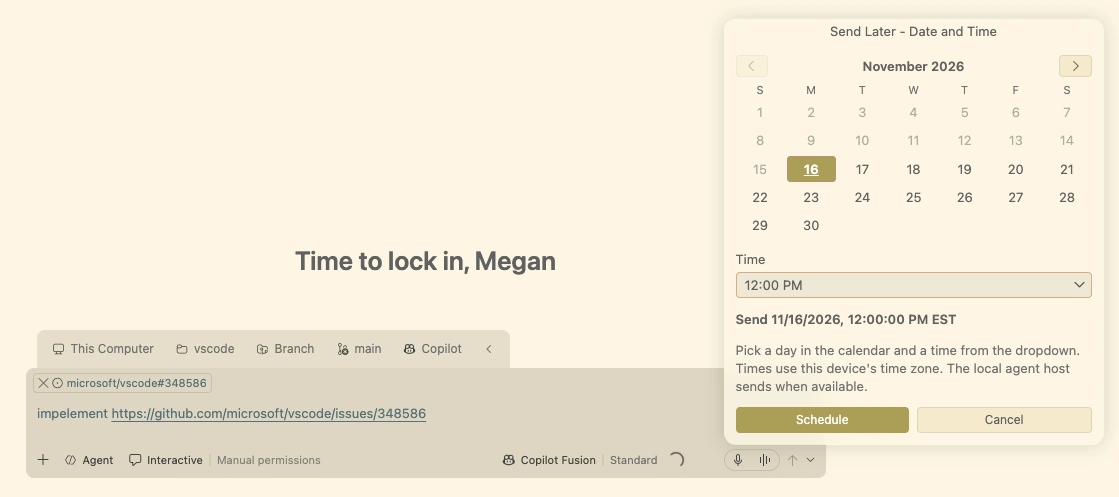 Send Later - Date and Time
November 2026
S M T W T F S
1 2 3 4 5 6 7
8 9 10 11 12 13 14
15 16 17 18 19 20 21
22 23 24 25 26 27 28
29 30
Time
12:00 PM
Send 11/16/2026, 12:00:00 PM EST
Pick a day in the calendar and a time from the dropdown.
Times use this device's time zone. The local agent host
sends when available.
Schedule Cancel
Time to lock in, Megan
This Computer vscode Branch main Copilot
microsoft/vscode#348586
impelement https://github.com/microsoft/vscode/issues/348586
Agent Interactive Manual permissions Copilot Fusion Standard